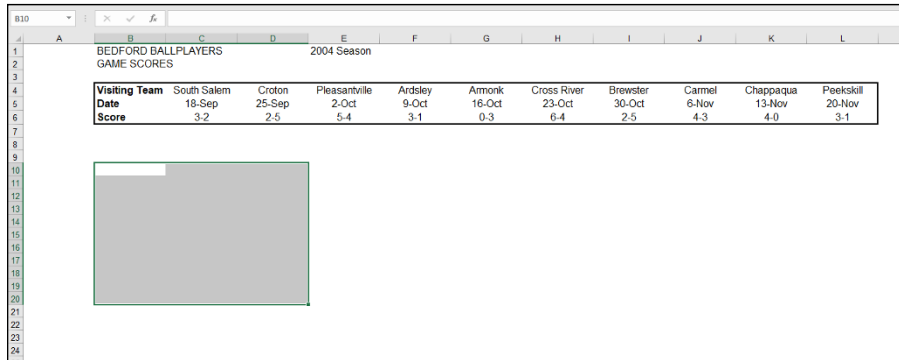 B10 fx
A B C D E F G H I J K L
1 BEDFORD BALLPLAYERS 2004 Season
2 GAME SCORES
3
4 Visiting Team South Salem Croton Pleasantville Ardsley Armonk Cross River Brewster Carmel Chappaqua Peekskill
5 Date 18-Sep 25-Sep 2-Oct 9-Oct 16-Oct 23-Oct 30-Oct 6-Nov 13-Nov 20-Nov
6 Score 3-2 2-5 5-4 3-1 0-3 6-4 2-5 4-3 4-0 3-1
7
8
9
10
11
12
13
14
15
16
17
18
19
20
21
22
23
24